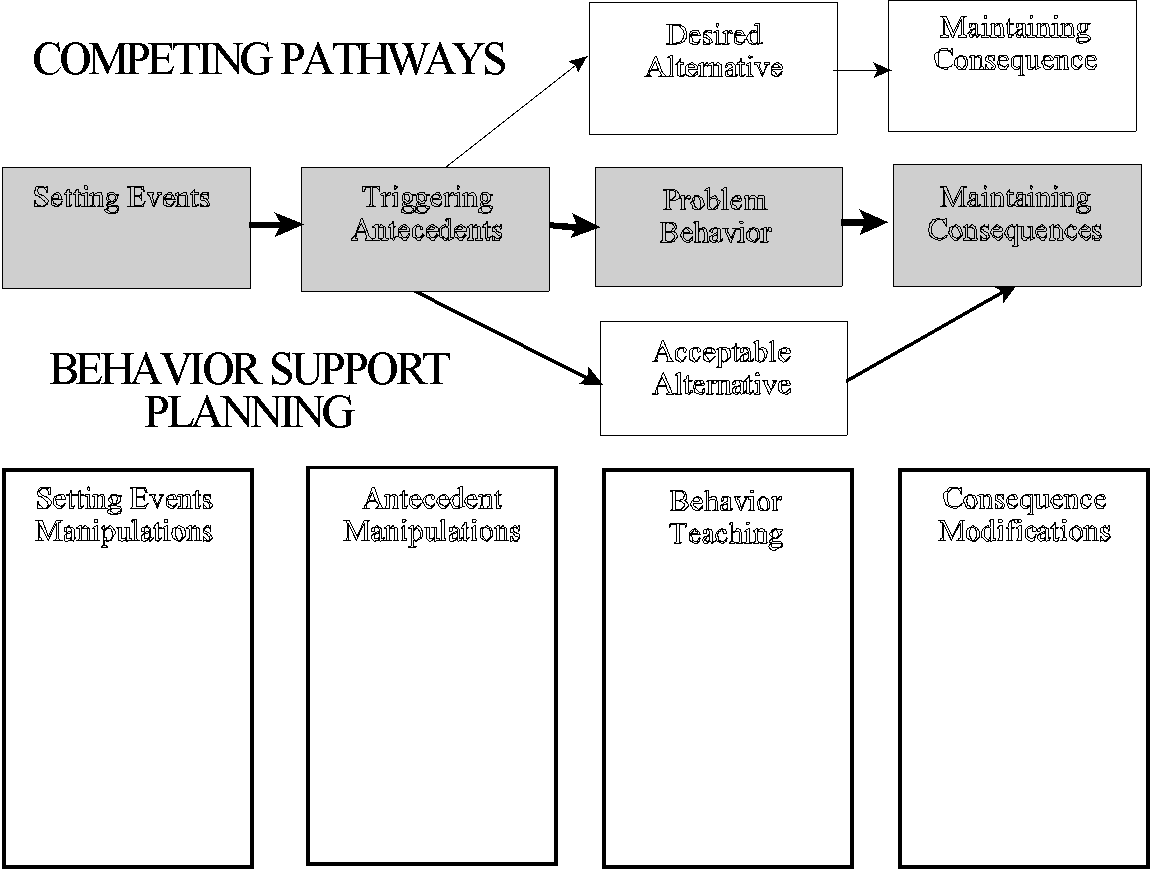 COMPETING PATHWAYS
Desired
Alternative
Maintaining
Consequence
Setting Events
Triggering
Antecedents
Problem
Behavior
Maintaining
Consequences
Acceptable
Alternative
BEHAVIOR SUPPORT
PLANNING
Setting Events
Manipulations
Antecedent
Manipulations
Behavior
Teaching
Consequence
Modifications